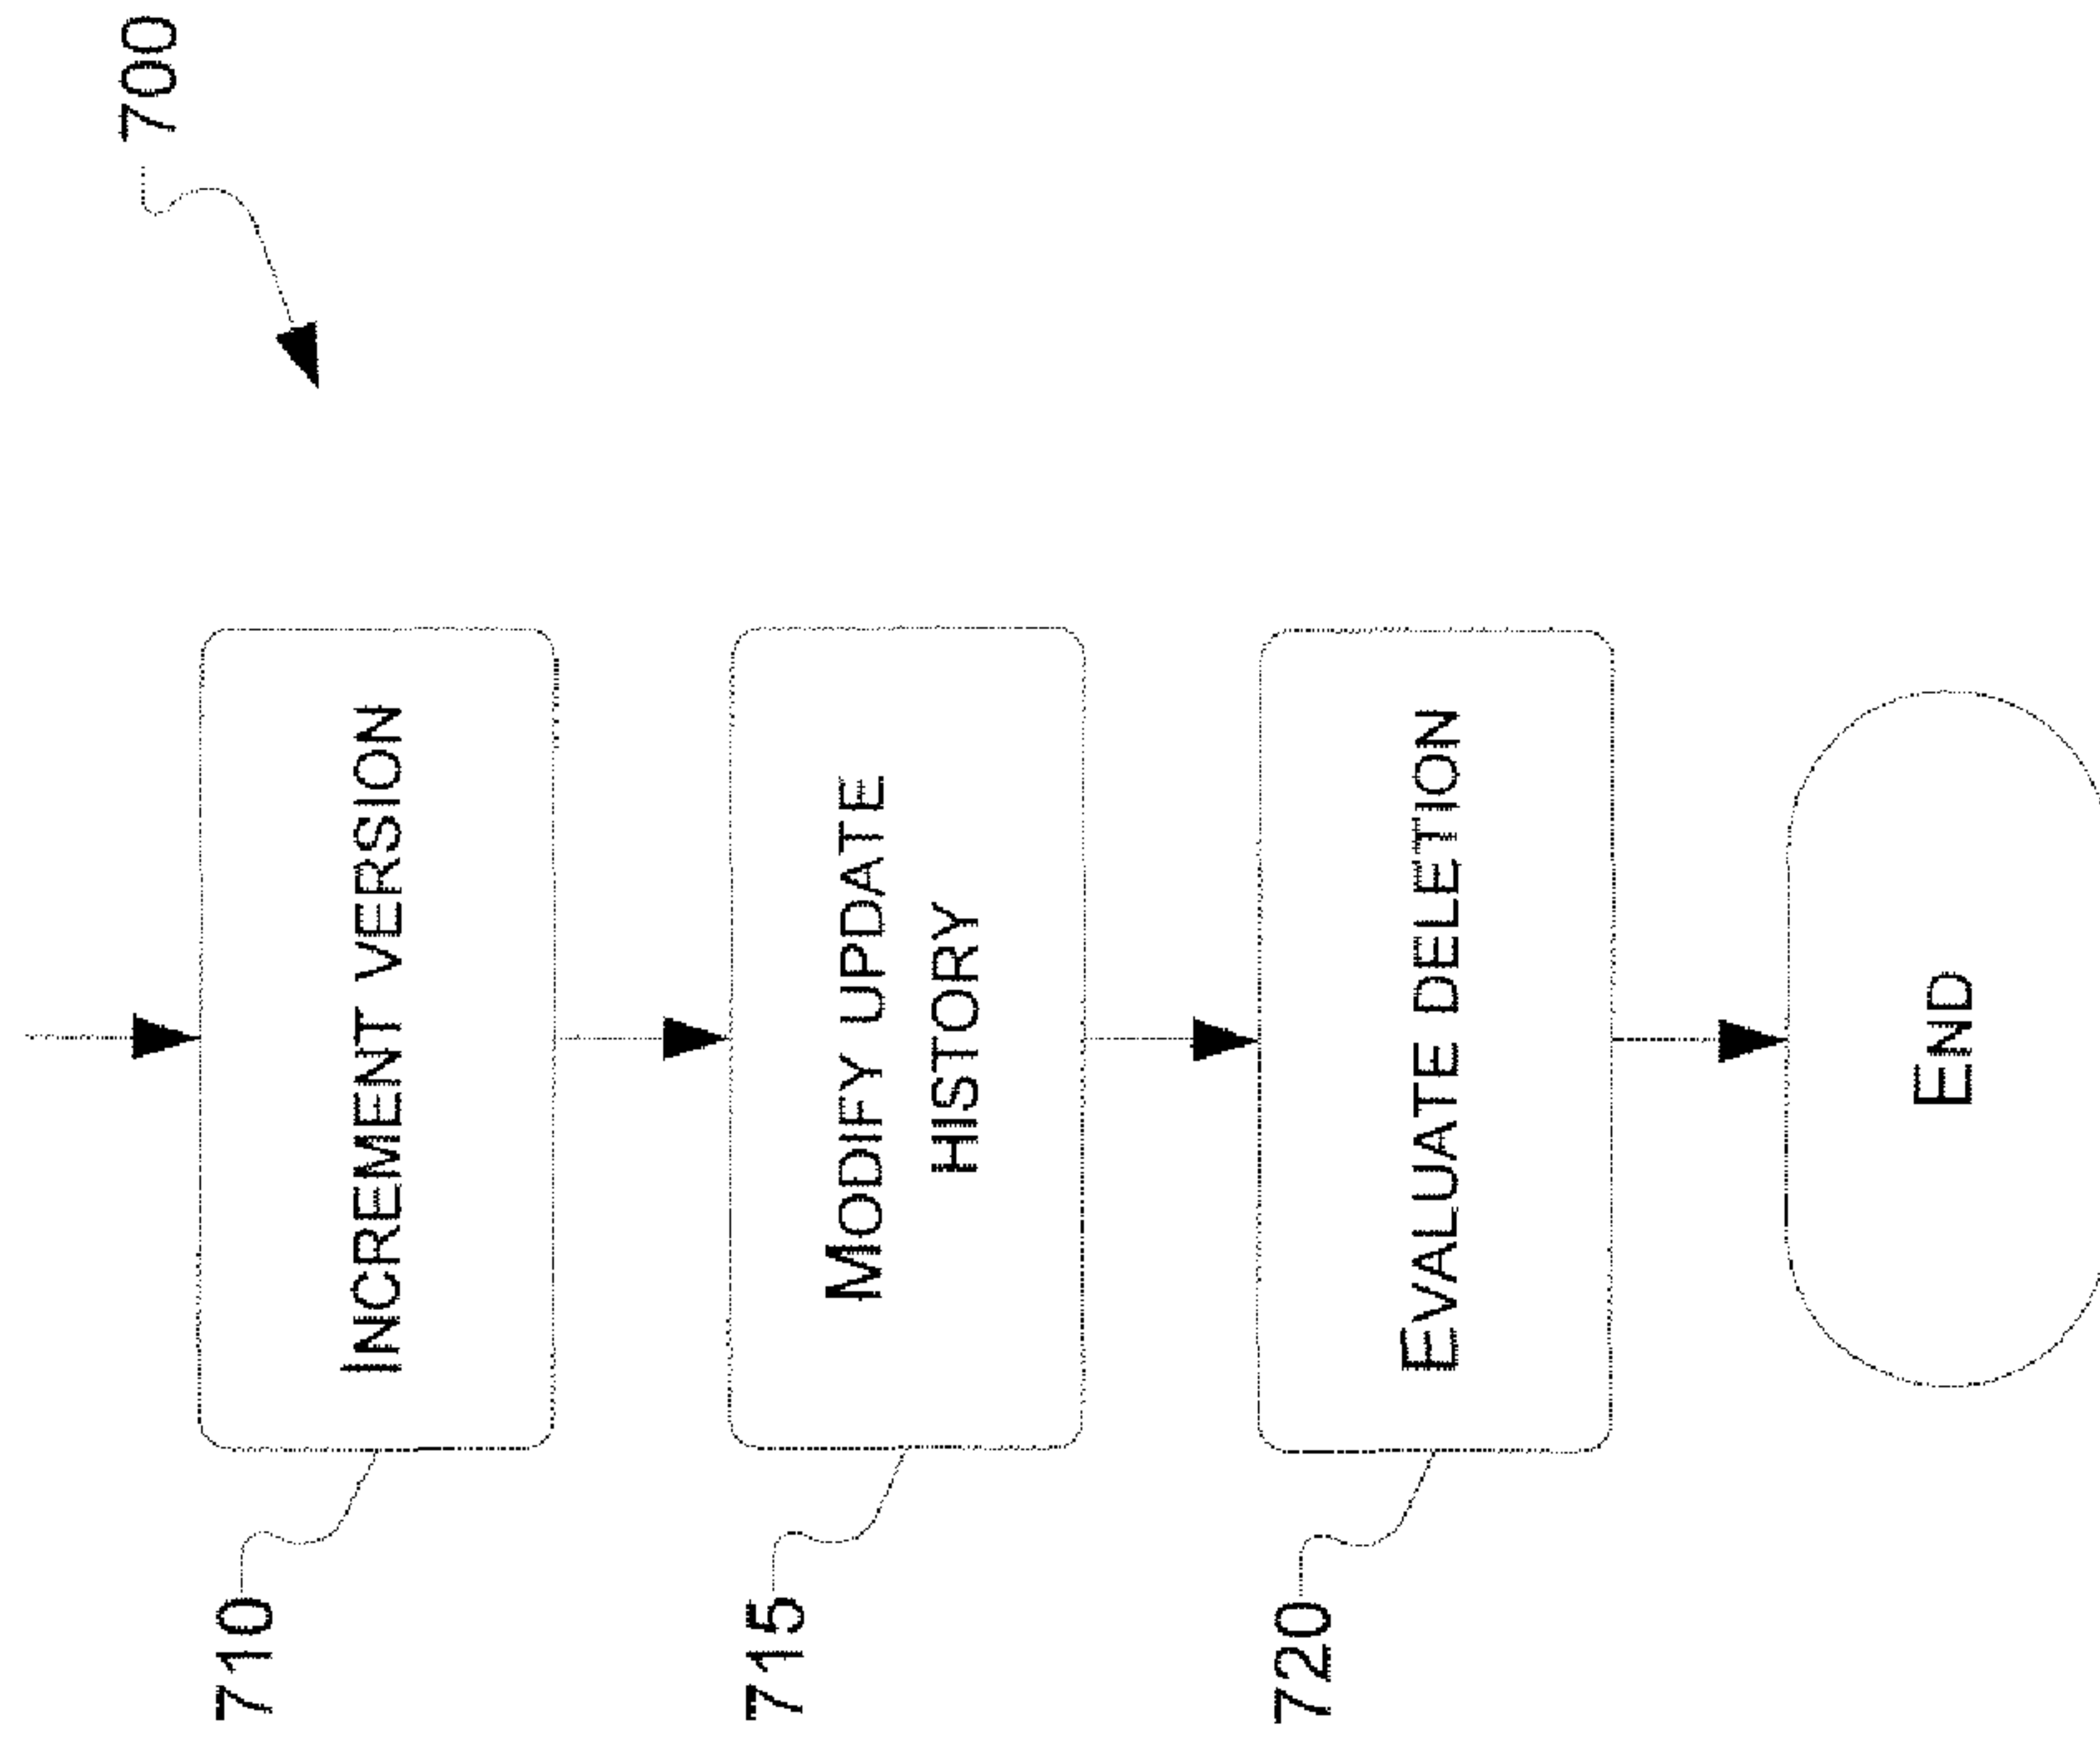 700
710
INCREMENT VERSION
715
MODIFY UPDATE
HISTORY
720
EVALUATE DELETION
END